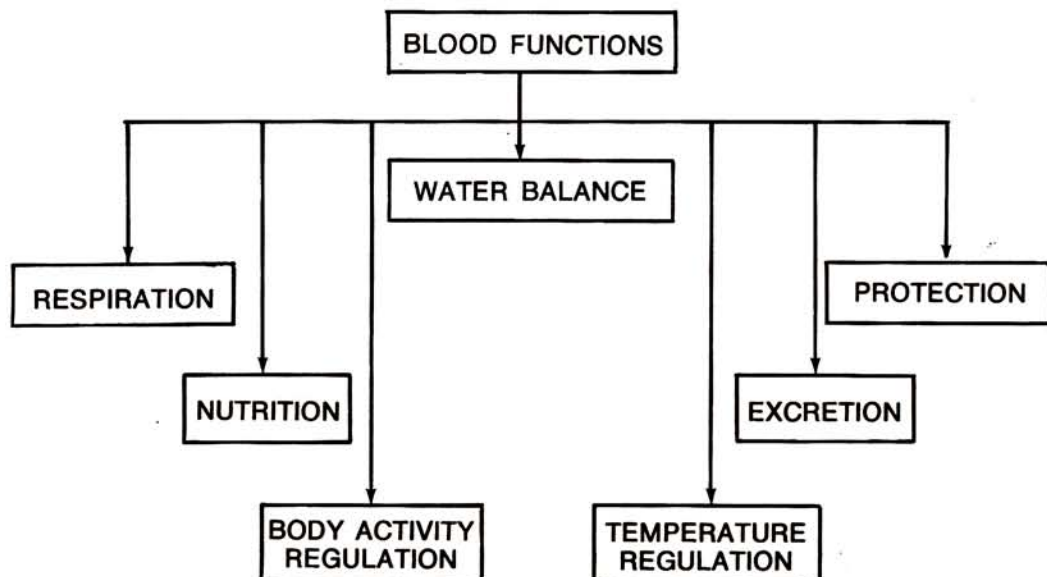 BLOOD FUNCTIONS
WATER BALANCE
RESPIRATION
PROTECTION
NUTRITION
EXCRETION
BODY ACTIVITY
REGULATION
TEMPERATURE
REGULATION